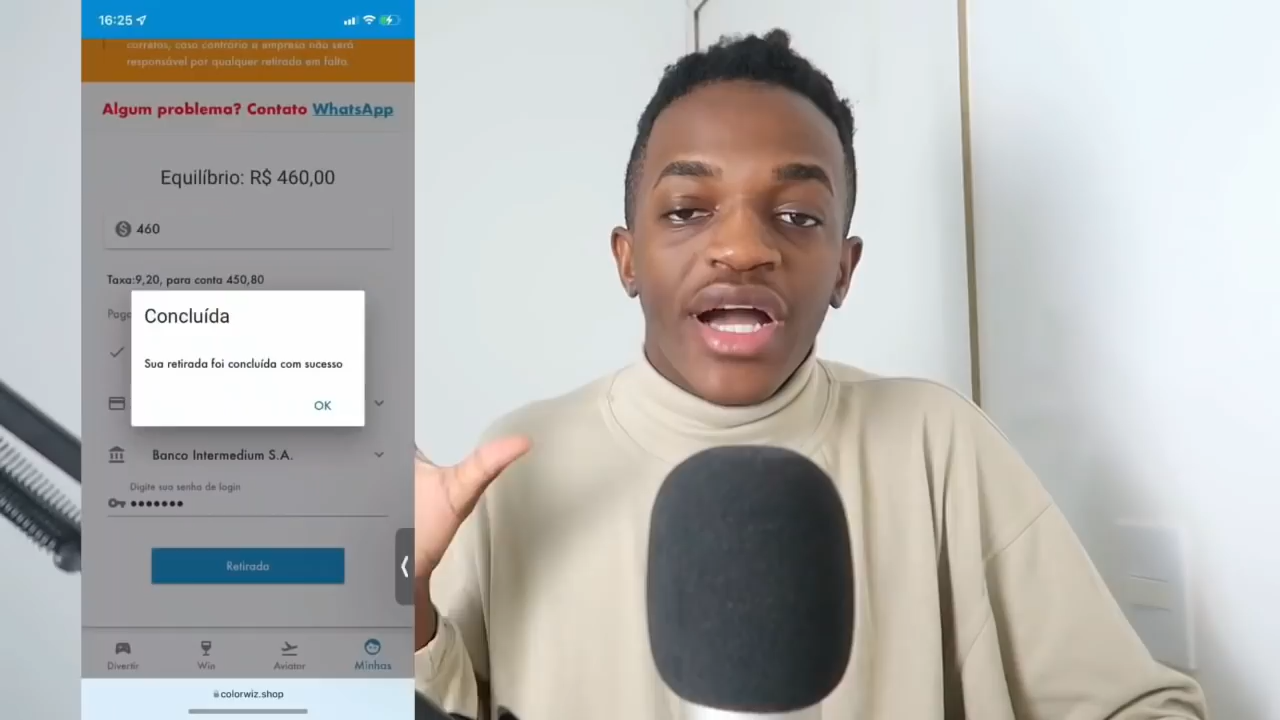 16:25
corretos, caso contrário a empresa não será
responsável por qualquer retirada em falta.
Algum problema? Contato WhatsApp
Equilíbrio: R$ 460,00
460
Taxa:9,20, para conta 450,80
Paga
Concluída
Sua retirada foi concluída com sucesso
OK
Banco Intermedium S.A.
Digite sua senha de login
Retirada
Divertir
Win
Aviator
Minhas
colorwiz.shop